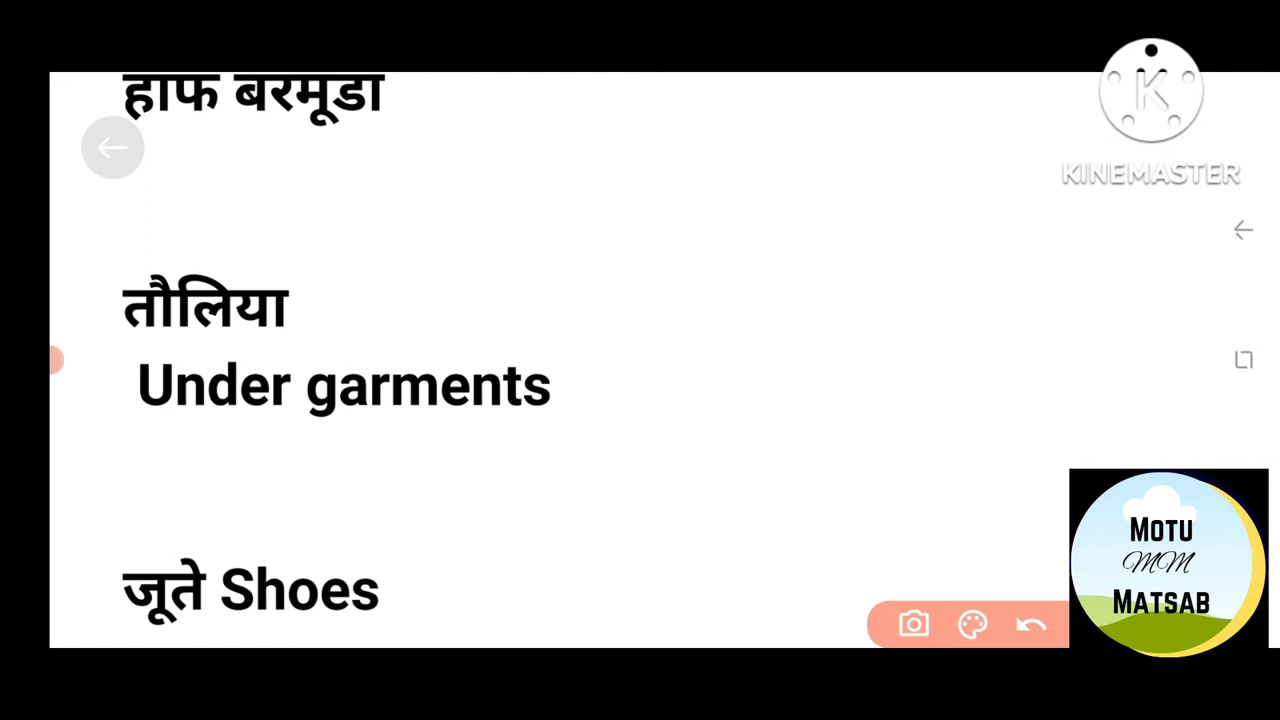 हाफ बरमूडा
K
KINEMASTER
तौलिया
Under garments
जूते Shoes
MOTU
MM
MATSAB